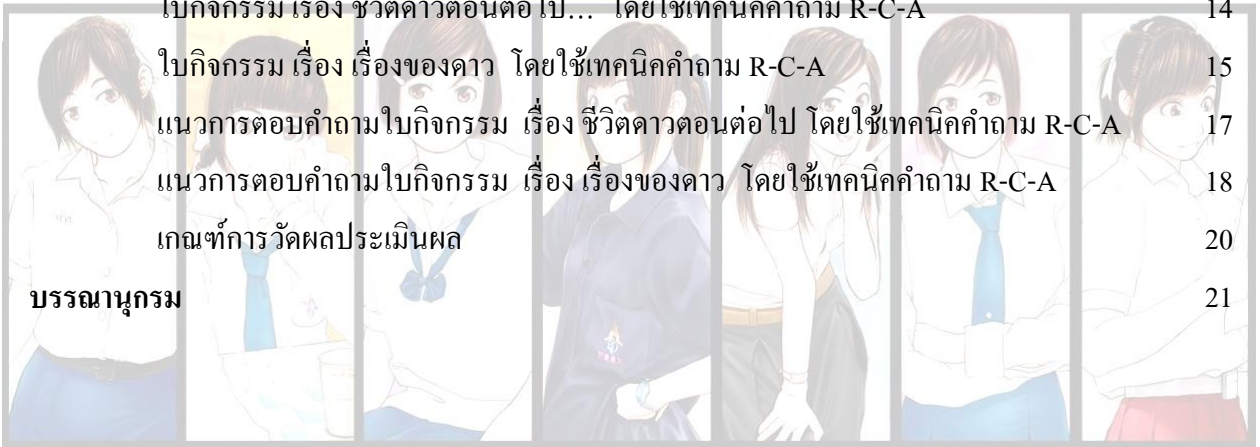 ใบกิจกรรม เรื่อง ชีวิตดาวตอนต่อไป… โดยใช้เทคนิคคำถาม R-C-A 14
ใบกิจกรรม เรื่อง เรื่องของดาว โดยใช้เทคนิคคำถาม R-C-A 15
แนวการตอบคำถามใบกิจกรรม เรื่อง ชีวิตดาวตอนต่อไป โดยใช้เทคนิคคำถาม R-C-A 17
แนวการตอบคำถามใบกิจกรรม เรื่อง เรื่องของดาว โดยใช้เทคนิคคำถาม R-C-A 18
เกณฑ์การวัดผลประเมินผล 20
บรรณานุกรม 21